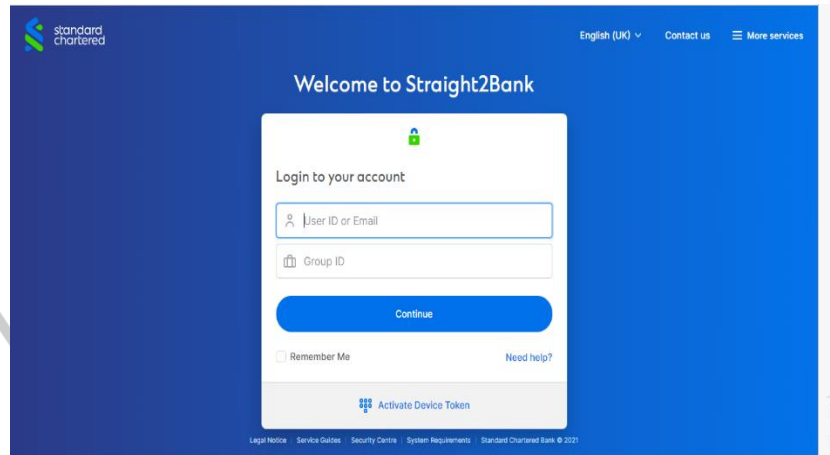 standard
chartered
English (UK) Contact us More services
Welcome to Straight2Bank
Login to your account
User ID or Email
Group ID
Continue
Remember Me Need help?
Activate Device Token
Legal Notice | Service Guides | Security Centre | System Requirements | Standard Chartered Bank © 2021